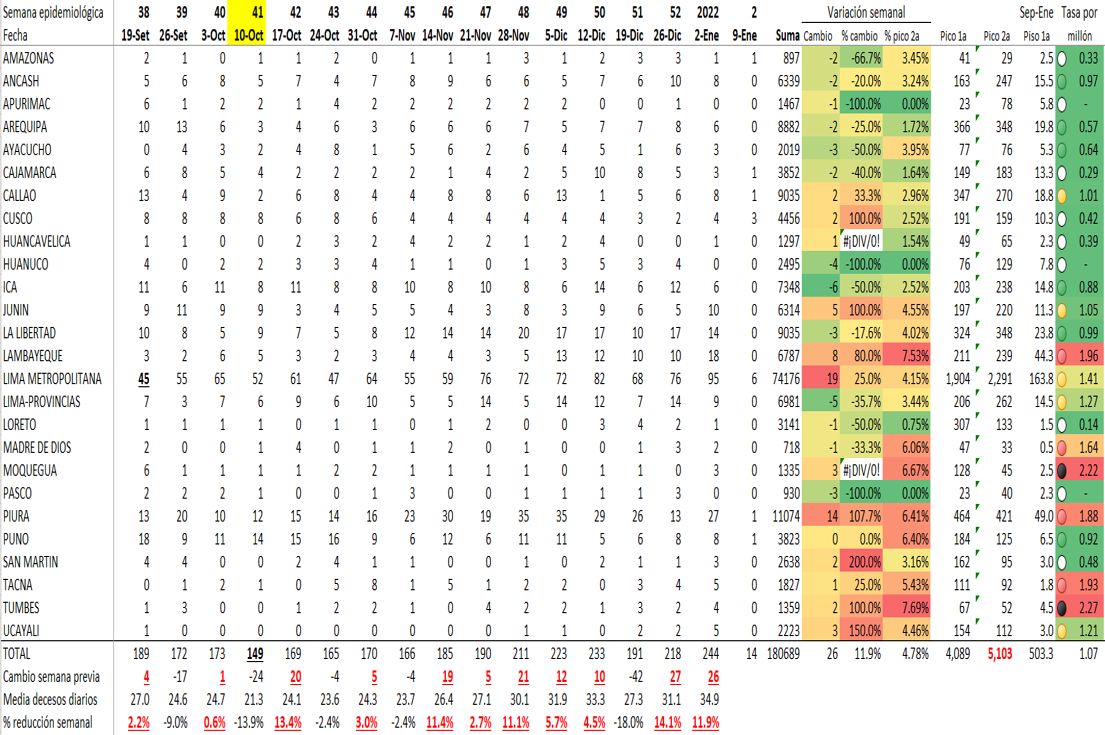 Semana epidemiológica 38 39 40 41 42 43 44 45 46 47 48 49 50 51 52 2022 2 Variación semanal Sep-Ene Tasa por
Fecha 19-Set 26-Set 3-Oct 10-Oct 17-Oct 24-Oct 31-Oct 7-Nov 14-Nov 21-Nov 28-Nov 5-Dic 12-Dic 19-Dic 26-Dic 2-Ene 9-Ene Suma Cambio % cambio % pico 2a Pico 1a Pico 2a Piso 1a millón
AMAZONAS 2 1 0 1 1 2 0 1 1 1 3 1 2 3 3 1 1 897 -2 -66.7% 3.45% 41 29 2.5 0.33
ANCASH 5 6 8 5 7 4 7 8 9 6 6 5 7 6 10 8 0 6339 -2 -20.0% 3.24% 163 247 15.5 0.97
APURIMAC 6 1 2 2 1 4 2 2 2 2 2 2 0 0 1 0 0 1467 -1 -100.0% 0.00% 23 78 5.8 -
AREQUIPA 10 13 6 3 4 6 3 6 6 6 7 5 7 7 8 6 0 8882 -2 -25.0% 1.72% 366 348 19.8 0.57
AYACUCHO 0 4 3 2 4 8 1 5 6 2 6 4 5 1 6 3 0 2019 -3 -50.0% 3.95% 77 76 5.3 0.64
CAJAMARCA 6 8 5 4 2 2 2 2 1 4 2 5 10 8 5 3 1 3852 -2 -40.0% 1.64% 149 183 13.3 0.29
CALLAO 13 4 9 2 6 8 4 4 8 8 6 13 1 5 6 8 1 9035 2 33.3% 2.96% 347 270 18.8 1.01
CUSCO 8 8 8 8 6 8 6 4 4 4 4 4 4 3 2 4 3 4456 2 100.0% 2.52% 191 159 10.3 0.42
HUANCAVELICA 1 1 0 0 2 3 2 4 2 2 1 2 4 0 0 1 0 1297 1 #¡DIV/0! 1.54% 49 65 2.3 0.39
HUANUCO 4 0 2 2 3 3 4 1 1 0 1 3 5 3 4 0 0 2495 -4 -100.0% 0.00% 76 129 7.8 -
ICA 11 6 11 8 11 8 8 10 8 10 8 6 14 6 12 6 0 7348 -6 -50.0% 2.52% 203 238 14.8 0.88
JUNIN 9 11 9 9 3 4 5 5 4 3 8 3 9 6 5 10 0 6314 5 100.0% 4.55% 197 220 11.3 1.05
LA LIBERTAD 10 8 5 9 7 5 5 12 14 14 20 17 17 10 17 14 0 9035 -3 -17.6% 4.02% 324 348 23.8 0.99
LAMBAYEQUE 3 2 6 5 3 2 3 4 4 3 5 13 12 10 10 18 0 6787 8 80.0% 7.53% 211 239 44.3 1.96
LIMA METROPOLITANA 45 55 65 52 61 47 64 55 59 76 72 72 82 68 76 95 6 74176 19 25.0% 4.15% 1,904 2,291 163.8 1.41
LIMA-PROVINCIAS 7 3 7 6 9 6 10 5 5 14 5 14 12 7 14 9 0 6981 -5 -35.7% 3.44% 206 262 14.5 1.27
LORETO 1 1 1 1 0 1 1 0 1 2 0 0 3 4 2 1 0 3141 -1 -50.0% 0.75% 307 133 1.5 0.14
MADRE DE DIOS 2 0 0 1 4 0 0 1 2 0 1 0 0 1 3 2 0 718 -1 -33.3% 6.06% 47 33 0.5 1.64
MOQUEGUA 6 1 1 1 1 2 2 1 1 1 1 0 1 1 0 3 0 1335 3 #¡DIV/0! 6.67% 128 45 2.5 2.22
PASCO 2 2 2 1 0 0 1 3 0 0 1 1 1 1 3 0 0 930 -3 -100.0% 0.00% 23 40 2.3 -
PIURA 13 20 10 12 15 14 16 23 30 19 35 35 29 26 13 27 1 11074 14 107.7% 6.41% 464 421 49.0 1.88
PUNO 18 9 11 14 15 16 9 6 12 6 11 11 5 6 8 8 1 3823 0 0.0% 6.40% 184 125 6.5 0.92
SAN MARTIN 4 4 0 0 2 4 1 1 0 0 1 0 2 1 1 3 0 2638 2 200.0% 3.16% 162 95 3.0 0.48
TACNA 0 1 2 1 0 5 1 1 5 1 2 2 0 3 4 5 0 1827 1 25.0% 5.43% 111 92 1.8 1.93
TUMBES 1 3 0 0 1 2 2 1 0 4 2 2 1 3 2 4 0 1359 2 100.0% 7.69% 67 52 4.5 2.27
UCAYALI 1 0 0 0 0 0 0 0 0 0 1 1 0 2 2 5 0 2223 3 150.0% 4.46% 154 112 3.0 1.21
TOTAL 189 172 173 149 169 165 170 166 185 190 211 223 233 191 218 244 14 180689 26 11.9% 4.78% 4,089 5,103 503.3 1.07
Cambio semana previa 4 -17 1 -24 20 -4 5 -4 19 5 21 12 10 -42 27 26
Media decesos diarios 27.0 24.6 24.7 21.3 24.1 23.6 24.3 23.7 26.4 27.1 30.1 31.9 33.3 27.3 31.1 34.9
% reducción semanal 2.2% -9.0% 0.6% -13.9% 13.4% -2.4% 3.0% -2.4% 11.4% 2.7% 11.1% 5.7% 4.5% -18.0% 14.1% 11.9%